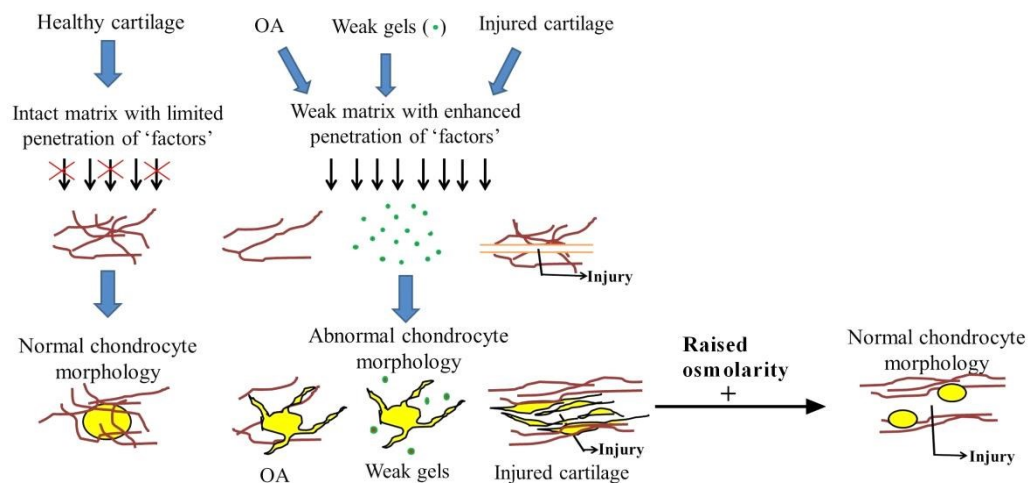 Healthy cartilage
OA
Weak gels (•)
Injured cartilage
Intact matrix with limited
penetration of ‘factors’
Weak matrix with enhanced
penetration of ‘factors’
Injury
Normal chondrocyte
morphology
Abnormal chondrocyte
morphology
OA
Weak gels
Injury
Injured cartilage
Raised
osmolarity
+
Normal chondrocyte
morphology
Injury